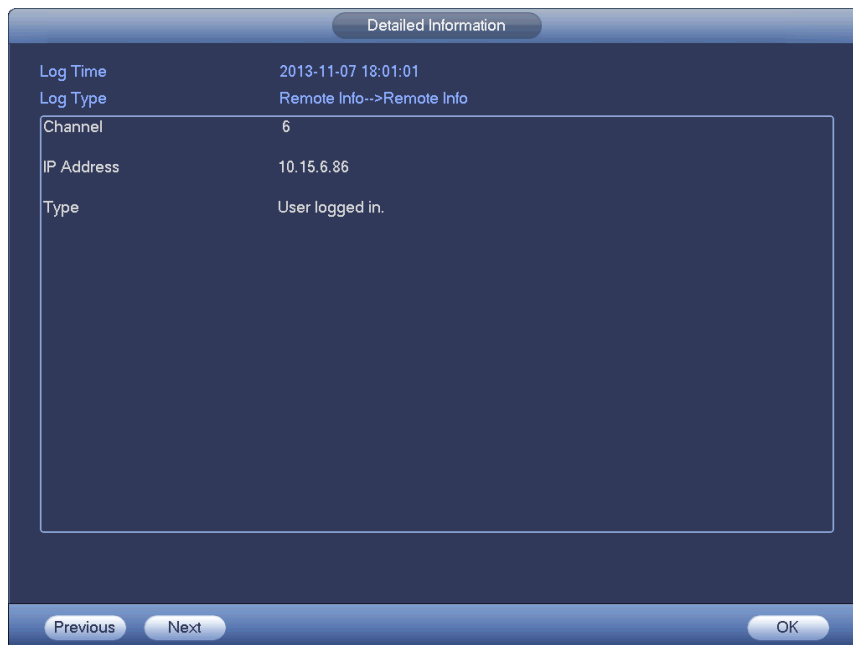 Detailed Information
Log Time 2013-11-07 18:01:01
Log Type Remote Info-->Remote Info
Channel 6
IP Address 10.15.6.86
Type User logged in.
Previous Next OK